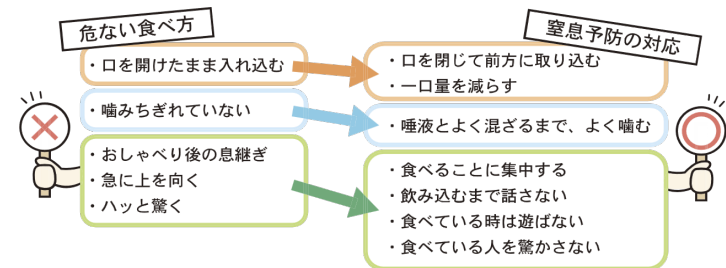 危ない食べ方
・口を開けたまま入れ込む
・噛みちぎれていない
・おしゃべり後の息継ぎ
・急に上を向く
・ハッと驚く
窒息予防の対応
・口を閉じて前方に取り込む
・一口量を減らす
・唾液とよく混ざるまで、よく噛む
・食べることに集中する
・飲み込むまで話さない
・食べている時は遊ばない
・食べている人を驚かさない